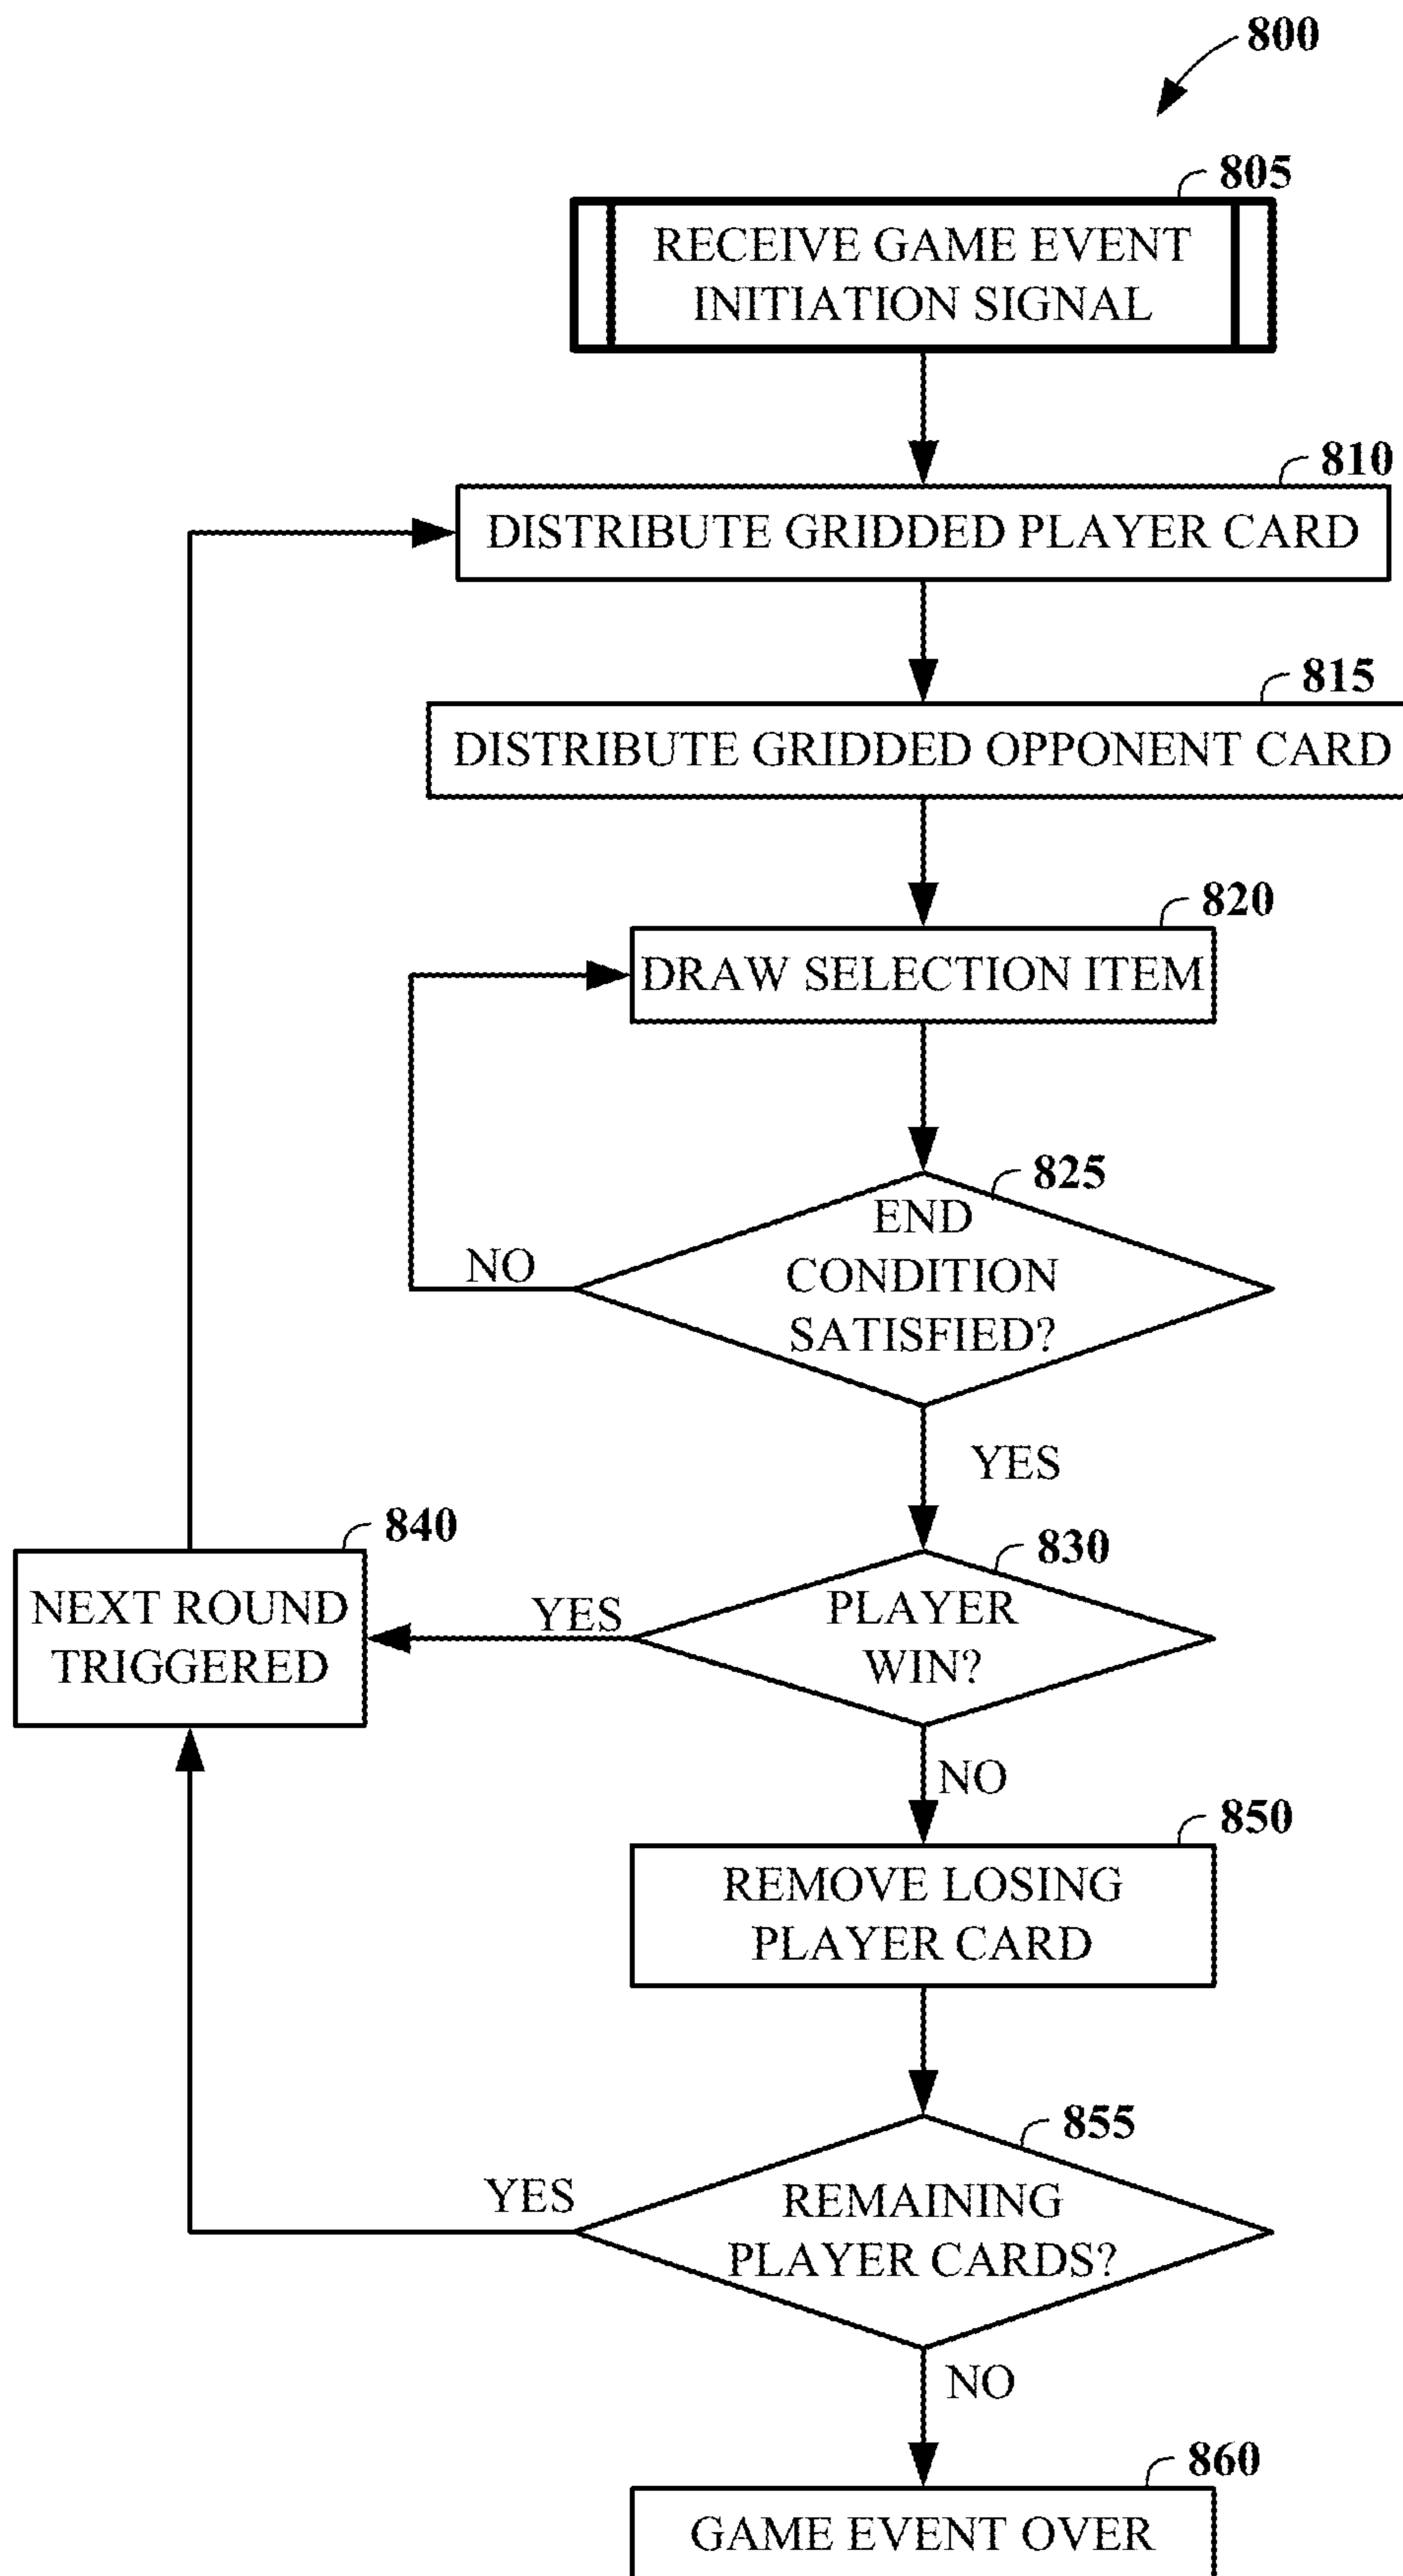 800
805
RECEIVE GAME EVENT
INITIATION SIGNAL
810
DISTRIBUTE GRIDDED PLAYER CARD
815
DISTRIBUTE GRIDDED OPPONENT CARD
820
DRAW SELECTION ITEM
825
END
CONDITION
SATISFIED?
NO
YES
830
PLAYER
WIN?
YES
840
NEXT ROUND
TRIGGERED
NO
850
REMOVE LOSING
PLAYER CARD
855
REMAINING
PLAYER CARDS?
YES
NO
860
GAME EVENT OVER